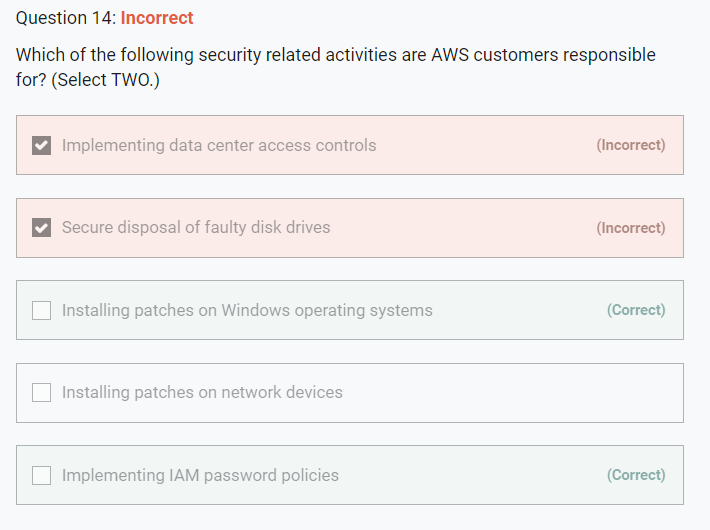 Question 14: Incorrect
Which of the following security related activities are AWS customers responsible
for? (Select TWO.)
Implementing data center access controls (Incorrect)
Secure disposal of faulty disk drives (Incorrect)
Installing patches on Windows operating systems (Correct)
Installing patches on network devices
Implementing IAM password policies (Correct)